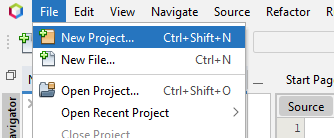 File Edit View Navigate Source Refactor
New Project... Ctrl+Shift+N
New File... Ctrl+N
Open Project... Ctrl+Shift+O
Open Recent Project
Close Project
Start Pag
Source
1
Navigator